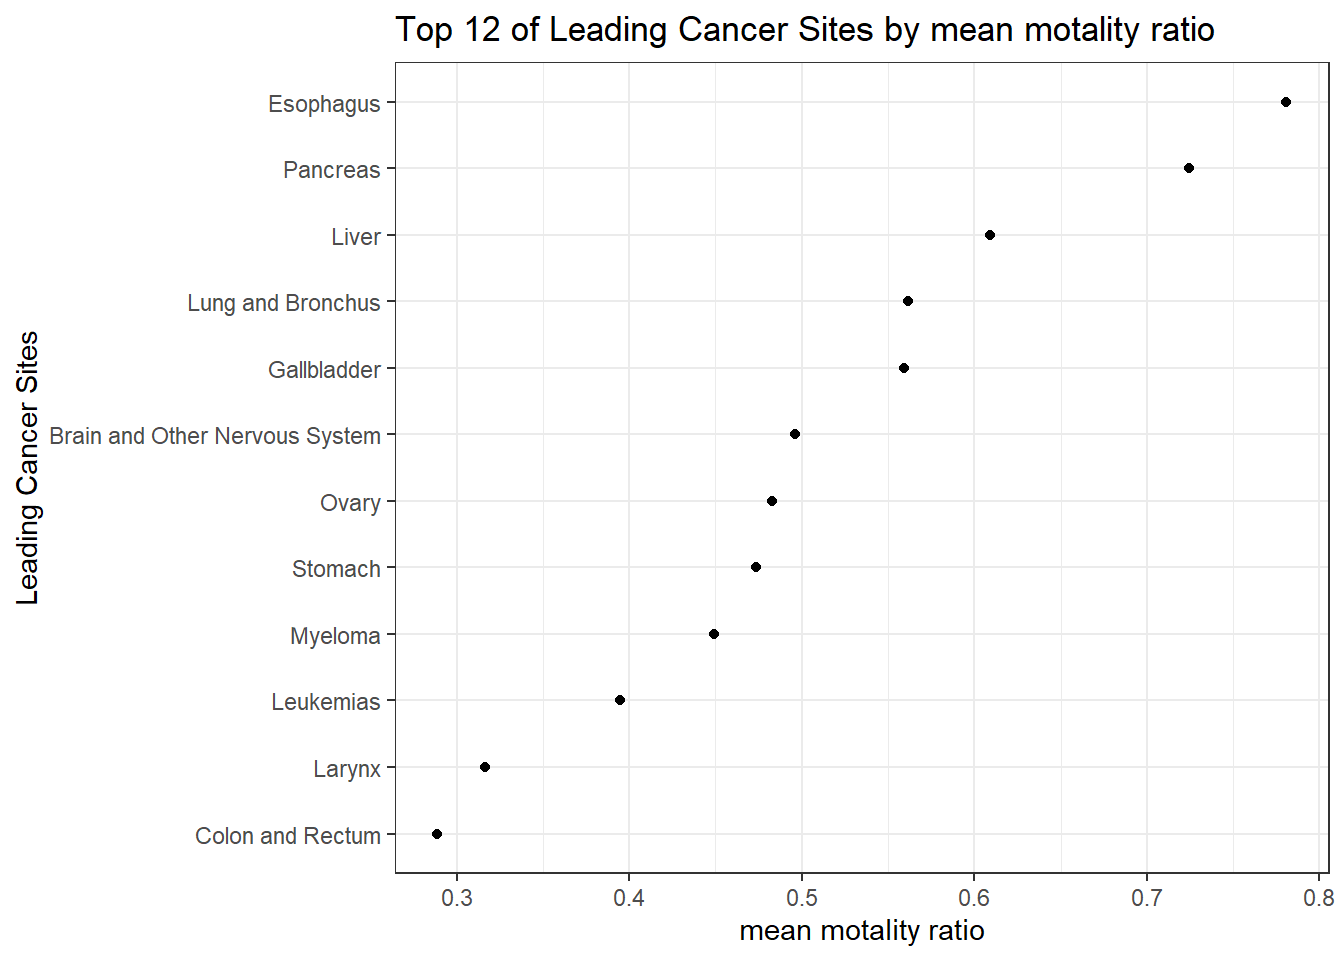 Top 12 of Leading Cancer Sites by mean motality ratio
Leading Cancer Sites
Esophagus
Pancreas
Liver
Lung and Bronchus
Gallbladder
Brain and Other Nervous System
Ovary
Stomach
Myeloma
Leukemias
Larynx
Colon and Rectum
0.3 0.4 0.5 0.6 0.7 0.8
mean motality ratio